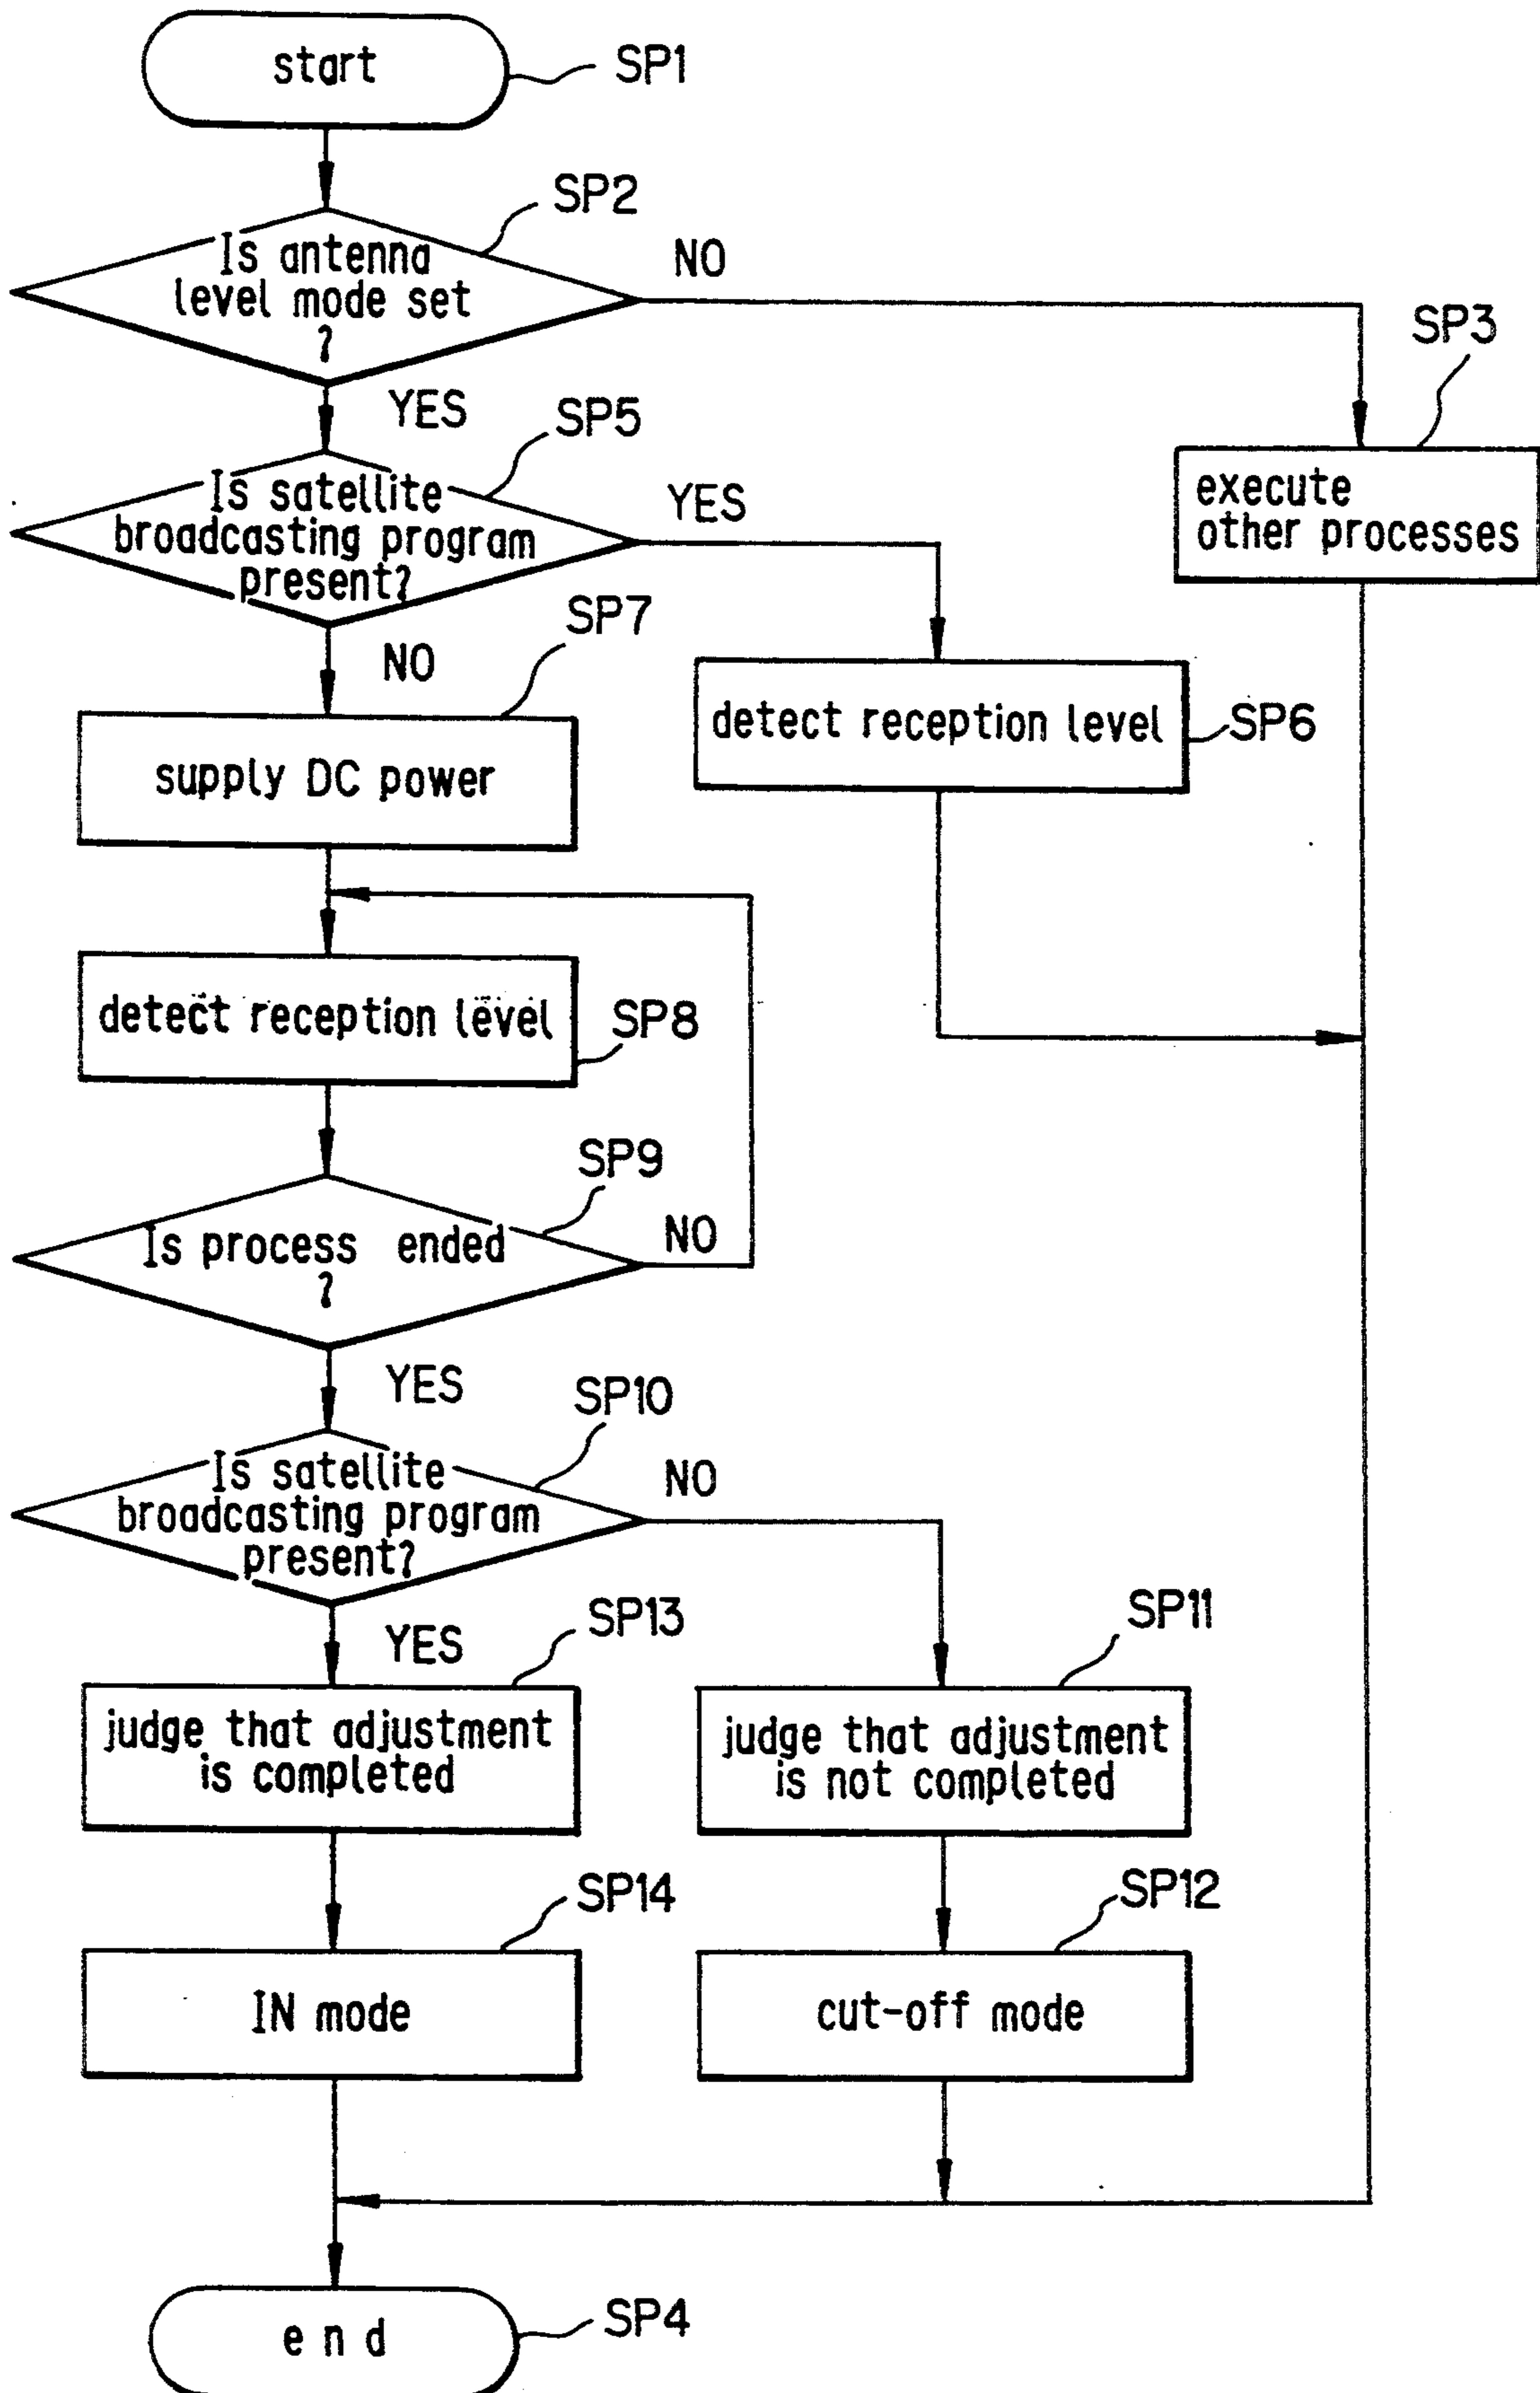 start
SP1
SP2
Is antenna
level mode set
?
NO
YES
SP3
execute
other processes
SP5
Is satellite
broadcasting program
present?
YES
NO
SP7
supply DC power
detect reception level
SP6
detect reception level
SP8
SP9
Is process ended
?
NO
YES
SP10
Is satellite
broadcasting program
present?
NO
YES
SP13
judge that adjustment
is completed
SP11
judge that adjustment
is not completed
SP14
IN mode
SP12
cut-off mode
end
SP4